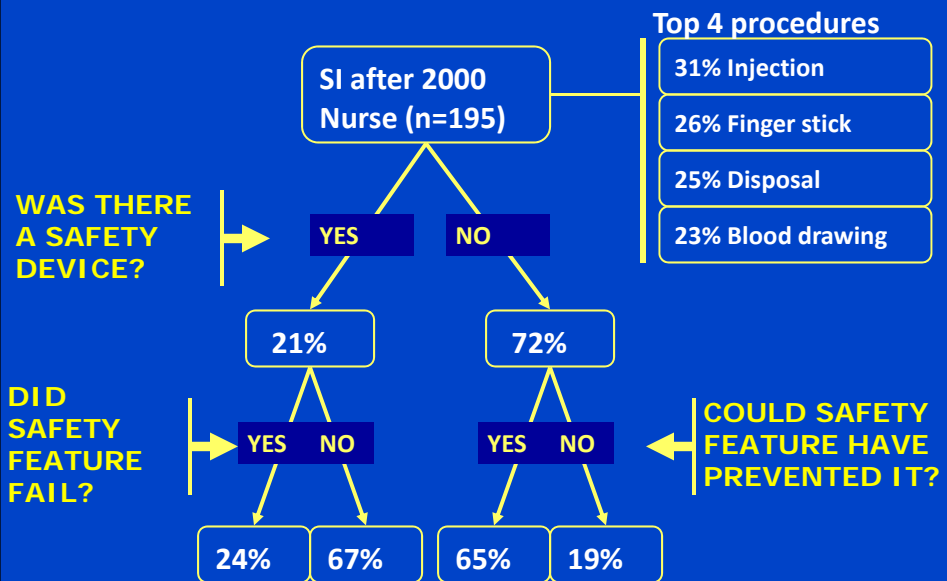 Top 4 procedures
SI after 2000
Nurse (n=195)
31% Injection
26% Finger stick
25% Disposal
23% Blood drawing
WAS THERE
A SAFETY
DEVICE?
YES
NO
21%
72%
DID
SAFETY
FEATURE
FAIL?
YES NO
YES NO
COULD SAFETY
FEATURE HAVE
PREVENTED IT?
24%
67%
65%
19%